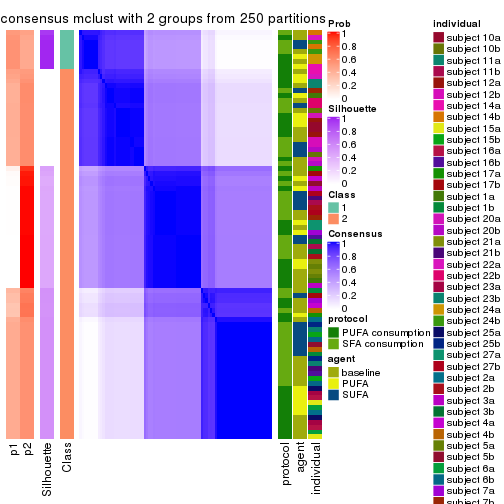 consensus mclust with 2 groups from 250 partitions
Prob
1
0.8
0.6
0.4
0.2
0
Silhouette
1
0.8
0.6
0.4
0.2
0
Class
1
2
Consensus
1
0.8
0.6
0.4
0.2
0
protocol
PUFA consumption
SFA consumption
agent
baseline
PUFA
SUFA
individual
subject 10a
subject 10b
subject 11a
subject 11b
subject 12a
subject 12b
subject 14a
subject 14b
subject 15a
subject 15b
subject 16a
subject 16b
subject 17a
subject 17b
subject 1a
subject 1b
subject 20a
subject 20b
subject 21a
subject 21b
subject 22a
subject 22b
subject 23a
subject 23b
subject 24a
subject 24b
subject 25a
subject 25b
subject 27a
subject 27b
subject 2a
subject 2b
subject 3a
subject 3b
subject 4a
subject 4b
subject 5a
subject 5b
subject 6a
subject 6b
subject 7a
subject 7b
p1
p2
Silhouette
Class
protocol
agent
individual